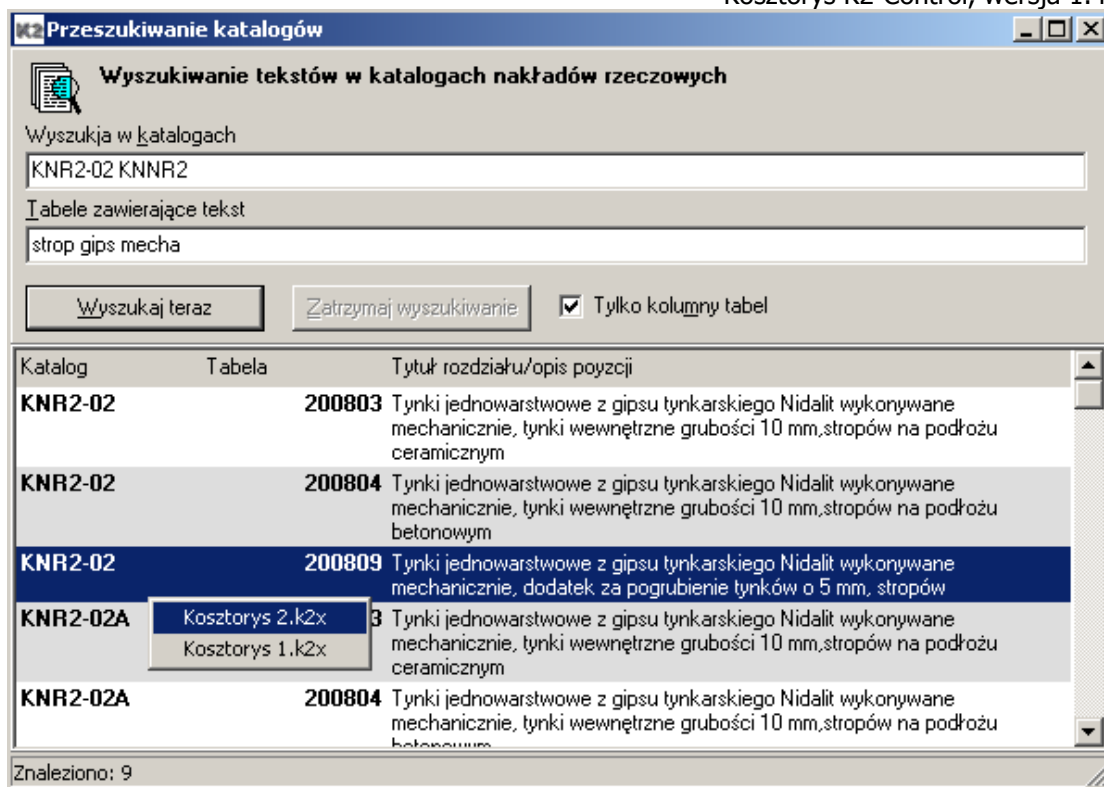 Kosztorys K2 Control, wersja 1.
K2 Przeszukiwanie katalogów
Wyszukiwanie tekstów w katalogach nakładów rzeczowych
Wyszukja w katalogach
KNR2-02 KNNR2
Tabele zawierające tekst
strop gips mecha
Wyszukaj teraz
Zatrzymaj wyszukiwanie
Tylko kolumny tabel
Katalog Tabela Tytuł rozdziału/opis poyzcji
KNR2-02 200803 Tynki jednowarstwowe z gipsu tynkarskiego Nidalit wykonywane
mechanicznie, tynki wewnętrzne grubości 10 mm,stropów na podłożu
ceramicznym
KNR2-02 200804 Tynki jednowarstwowe z gipsu tynkarskiego Nidalit wykonywane
mechanicznie, tynki wewnętrzne grubości 10 mm,stropów na podłożu
betonowym
KNR2-02 200809 Tynki jednowarstwowe z gipsu tynkarskiego Nidalit wykonywane
mechanicznie, dodatek za pogrubienie tynków o 5 mm, stropów
KNR2-02A 3 Tynki jednowarstwowe z gipsu tynkarskiego Nidalit wykonywane
Kosztorys 2.k2x
Kosztorys 1.k2x
mechanicznie, tynki wewnętrzne grubości 10 mm,stropów na podłożu
ceramicznym
KNR2-02A 200804 Tynki jednowarstwowe z gipsu tynkarskiego Nidalit wykonywane
mechanicznie, tynki wewnętrzne grubości 10 mm,stropów na podłożu
betonowym
Znaleziono: 9